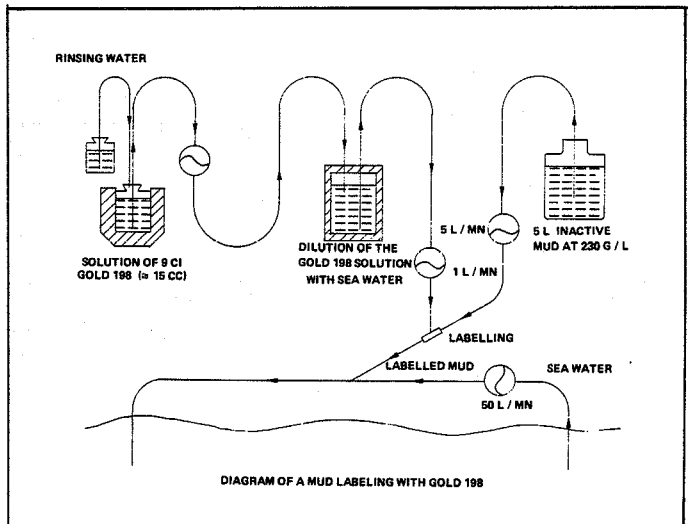 RINSING WATER
SOLUTION OF 9 CI
GOLD 198 (≈ 15 CC)
DILUTION OF THE
GOLD 198 SOLUTION
WITH SEA WATER
5 L / MN
1 L / MN
5 L INACTIVE
MUD AT 230 G / L
LABELLING
LABELLED MUD
SEA WATER
50 L / MN
DIAGRAM OF A MUD LABELING WITH GOLD 198